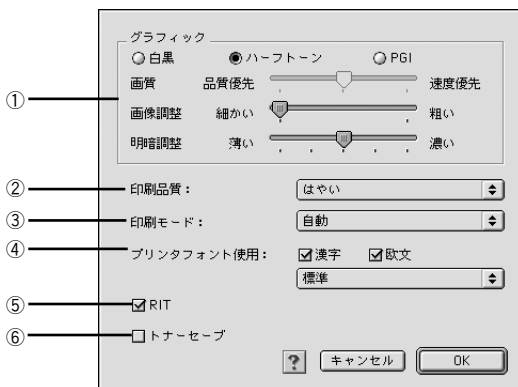 グラフィック
白黒 ハーフトーン PGI
画質 品質優先 速度優先
① 画像調整 細かい 粗い
明暗調整 薄い 濃い
② 印刷品質： はやい
③ 印刷モード： 自動
④ プリンタフォント使用： 漢字 欧文
標準
⑤ RIT
⑥ トナーセーブ
? キャンセル OK